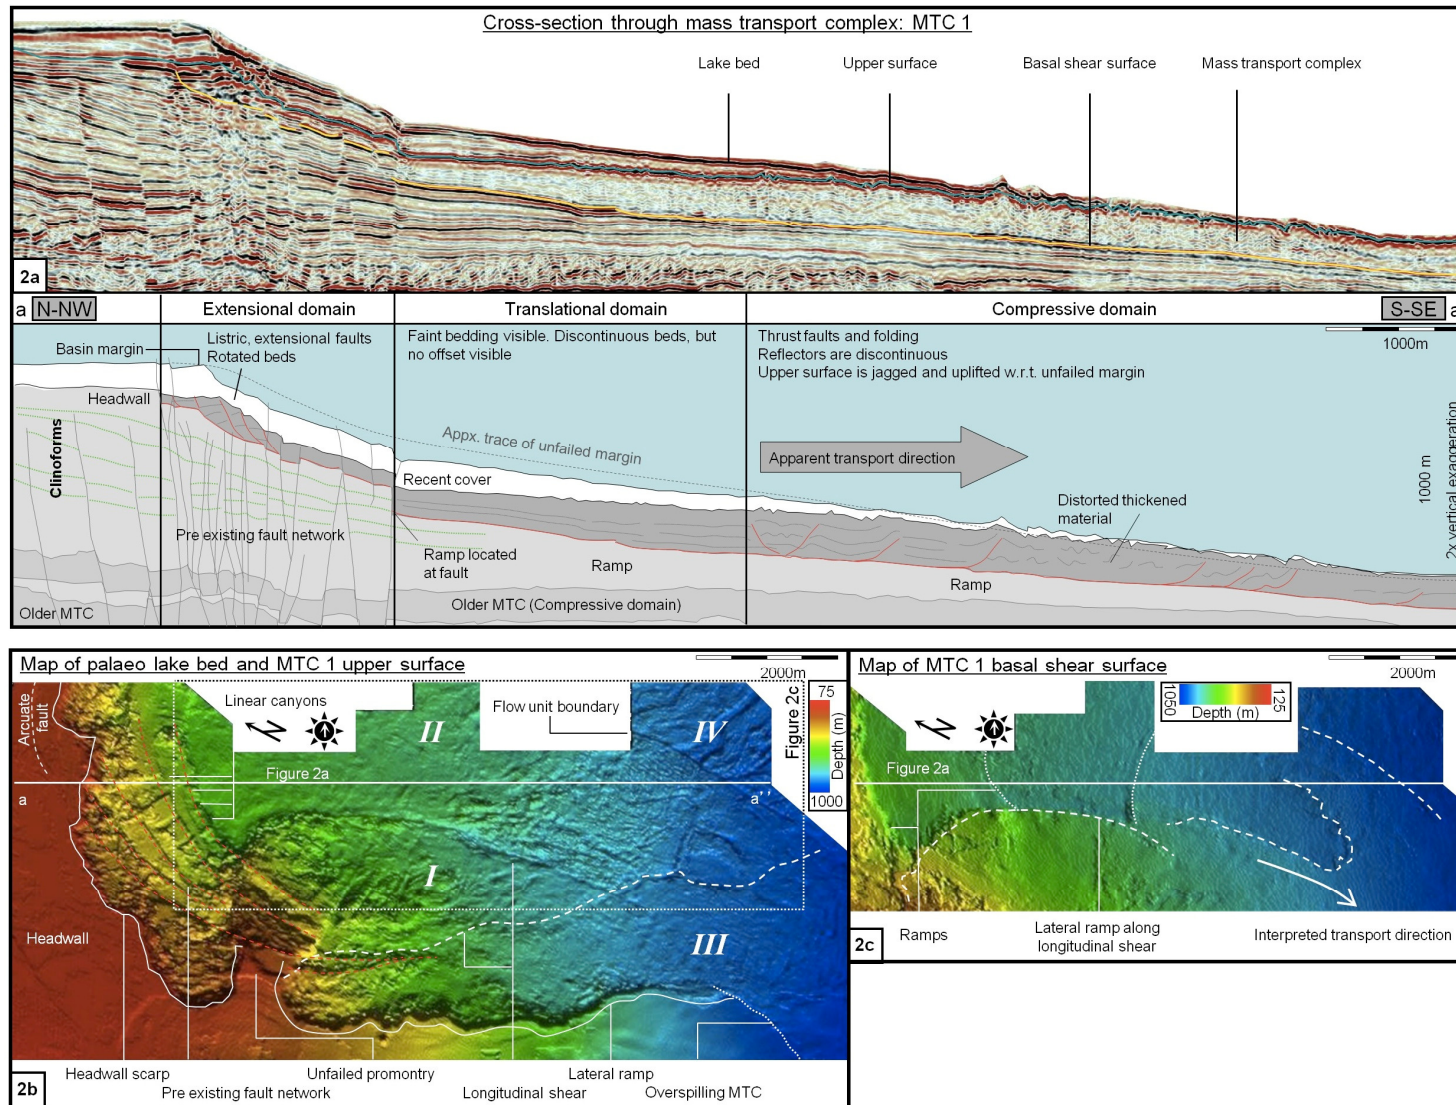 Cross-section through mass transport complex: MTC 1
Lake bed
Upper surface
Basal shear surface
Mass transport complex
2a
a
N-NW
Extensional domain
Translational domain
Compressive domain
S-SE
a'
1000m
Basin margin
Listric, extensional faults
Rotated beds
Faint bedding visible. Discontinuous beds, but
no offset visible
Thrust faults and folding
Reflectors are discontinuous
Upper surface is jagged and uplifted w.r.t. unfailed margin
Headwall
Clinoforms
Appx. trace of unfailed margin
Apparent transport direction
Recent cover
Distorted thickened
material
1000 m
2x vertical exaggeration
Pre existing fault network
Ramp located
at fault
Ramp
Ramp
Older MTC
Older MTC (Compressive domain)
Map of palaeo lake bed and MTC 1 upper surface
2000m
Arcuate
fault
Linear canyons
Flow unit boundary
Figure 2c
75
Depth (m)
1000
II
IV
Figure 2a
a
a''
I
III
Headwall
2b
Headwall scarp
Pre existing fault network
Unfailed promontry
Longitudinal shear
Lateral ramp
Overspilling MTC
Map of MTC 1 basal shear surface
2000m
1050
125
Depth (m)
Figure 2a
2c
Ramps
Lateral ramp along
longitudinal shear
Interpreted transport direction